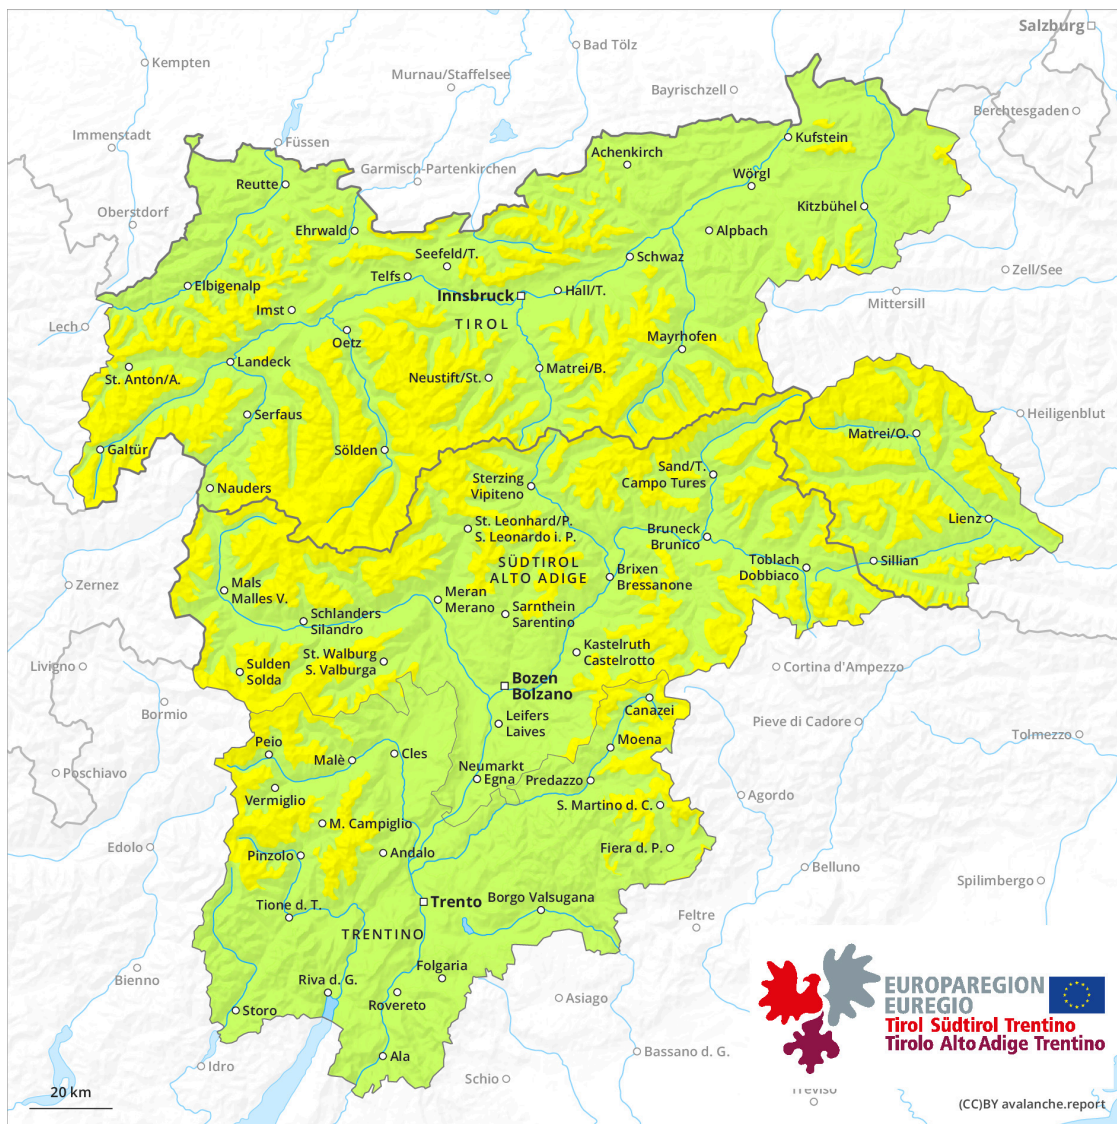 Salzburg
Bad Tölz
Kempten
Murnau/Staffelsee
Bayrischzell
Berchtesgaden
Immenstadt
Füssen
Kufstein
Achenkirch
Garmisch-Partenkirchen
Wörgl
Reutte
Oberstdorf
Kitzbühel
Ehrwald
Alpbach
Seefeld/T.
Schwaz
Zell/See
Telfs
Elbigenalp
Innsbruck
Hall/T.
Mittersill
Imst
TIROL
Lech
Oetz
Mayrhofen
Landeck
Matrei/B.
St. Anton/A.
Neustift/St.
Serfaus
Heiligenblut
Matrei/O.
Galtür
Sölden
Sand/T.
Campo Tures
Sterzing
Vipiteno
Nauders
Lienz
St. Leonhard/P.
S. Leonardo i. P.
Bruneck
Brunico
SÜDTIROL
ALTO ADIGE
Toblach
Dobbiaco
Sillian
Brixen
Bressanone
Zernez
Mals
Malles V.
Meran
Merano
Sarnthein
Sarentino
Schlanders
Silandro
Kastelruth
Castelrotto
St. Walburg
S. Valburga
Livigno
Sulden
Solda
Cortina d'Ampezzo
Bozen
Bolzano
Canazei
Bormio
Leifers
Laives
Pieve di Cadore
Tolmezzo
Moena
Peio
Cles
Malè
Neumarkt
Egna
Predazzo
Poschiavo
Vermiglio
Agordo
S. Martino d. C.
M. Campiglio
Edolo
Andalo
Pinzolo
Fiera d. P.
Belluno
Spilimbergo
Trento
Borgo Valsugana
Tione d. T.
Feltre
TRENTINO
Folgaria
Bienno
Riva d. G.
Rovereto
Asiago
Storo
EUROPAREGION
EUREGIO
Tirol Südtirol Trentino
Tirolo Alto Adige Trentino
Ala
Idro
Bassano d. G.
Schio
Treviso
20 km
(CC)BY avalanche.report